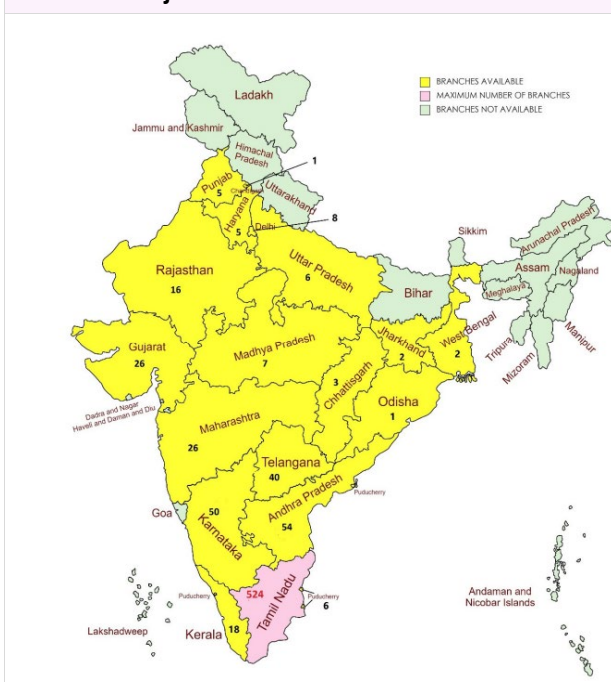 BRANCHES AVAILABLE
MAXIMUM NUMBER OF BRANCHES
BRANCHES NOT AVAILABLE
Ladakh
Jammu and Kashmir
Himachal
Pradesh
1
Punjab
5
Uttarakhand
Haryana
5
Delhi
8
Rajasthan
16
Uttar Pradesh
6
Bihar
Sikkim
Arunachal Pradesh
Assam
Nagaland
Meghalaya
Manipur
Tripura
Mizoram
Gujarat
26
Dadra and Nagar
Haveli and Daman and Diu
Madhya Pradesh
7
Jharkhand
2
West Bengal
2
Chhattisgarh
3
Odisha
1
Maharashtra
26
Telangana
40
Andhra Pradesh
54
Puducherry
Goa
Karnataka
50
Puducherry
524
Tamil Nadu
Puducherry
6
Kerala
18
Lakshadweep
Andaman and
Nicobar Islands